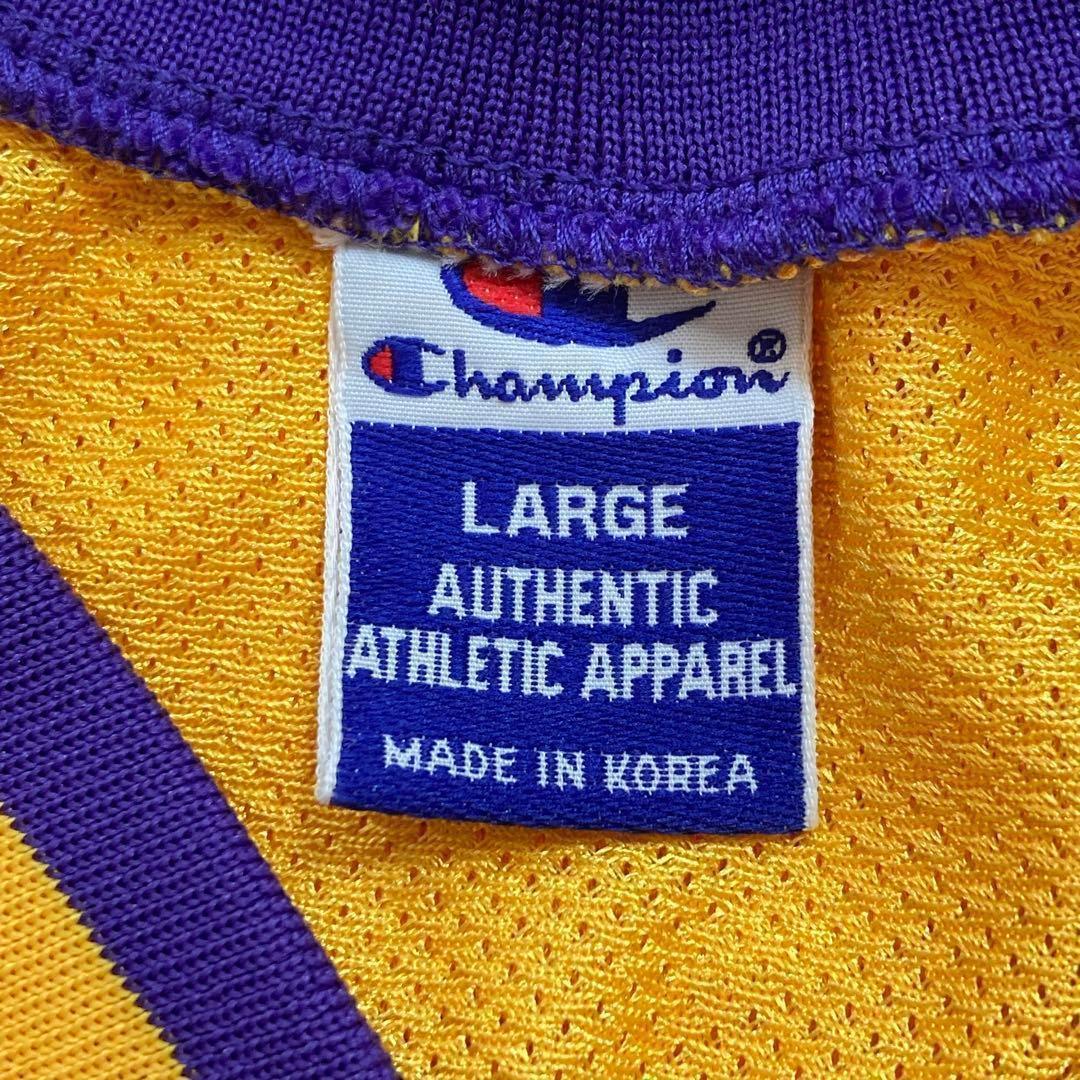 Champion®
LARGE
AUTHENTIC
ATHLETIC APPAREL
MADE IN KOREA